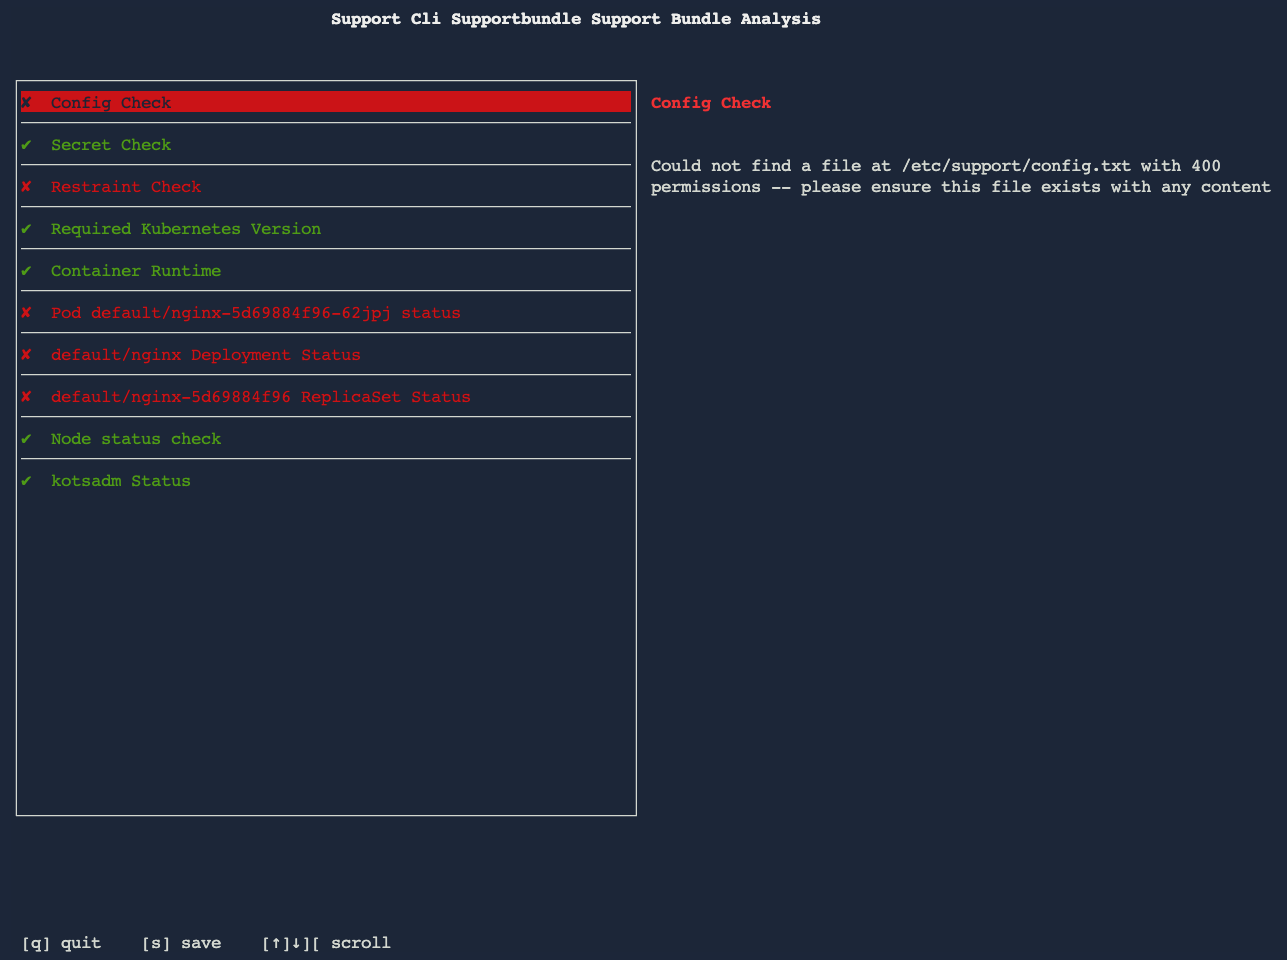 Support Cli Supportbundle Support Bundle Analysis
✘ Config Check
✔ Secret Check
✘ Restraint Check
✔ Required Kubernetes Version
✔ Container Runtime
✘ Pod default/nginx-5d69884f96-62jpj status
✘ default/nginx Deployment Status
✘ default/nginx-5d69884f96 ReplicaSet Status
✔ Node status check
✔ kotsadm Status
Config Check
Could not find a file at /etc/support/config.txt with 400
permissions -- please ensure this file exists with any content
[q] quit [s] save [↑]↓][ scroll